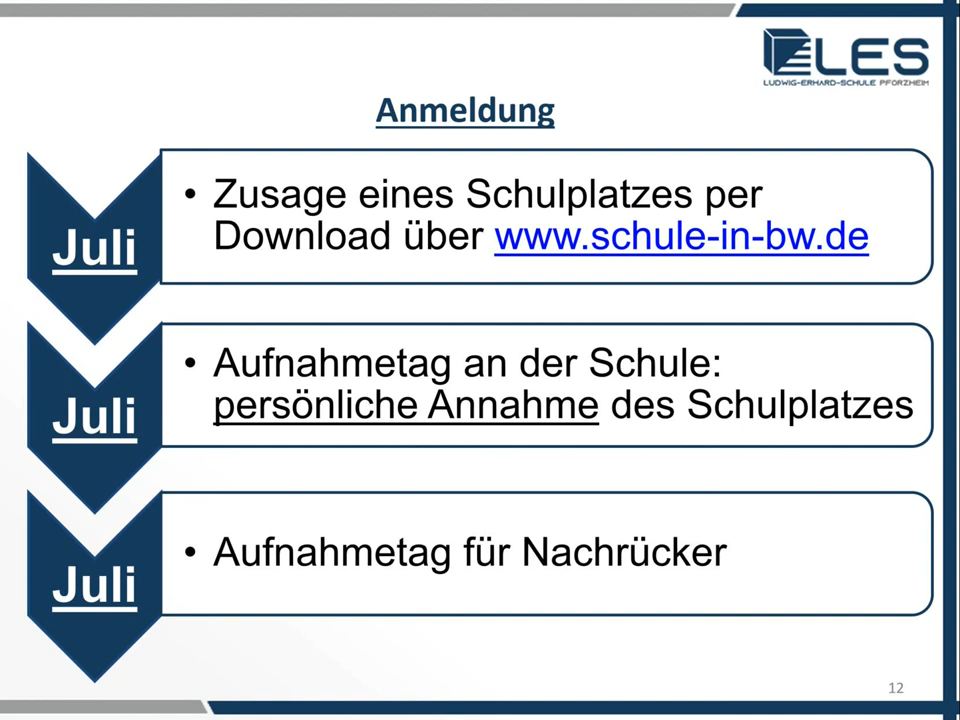 LES
LUDWIG-ERHARD-SCHULE PFORZHEIM
Anmeldung
Juli
• Zusage eines Schulplatzes per
Download über www.schule-in-bw.de
Juli
• Aufnahmetag an der Schule:
persönliche Annahme des Schulplatzes
Juli
• Aufnahmetag für Nachrücker
12